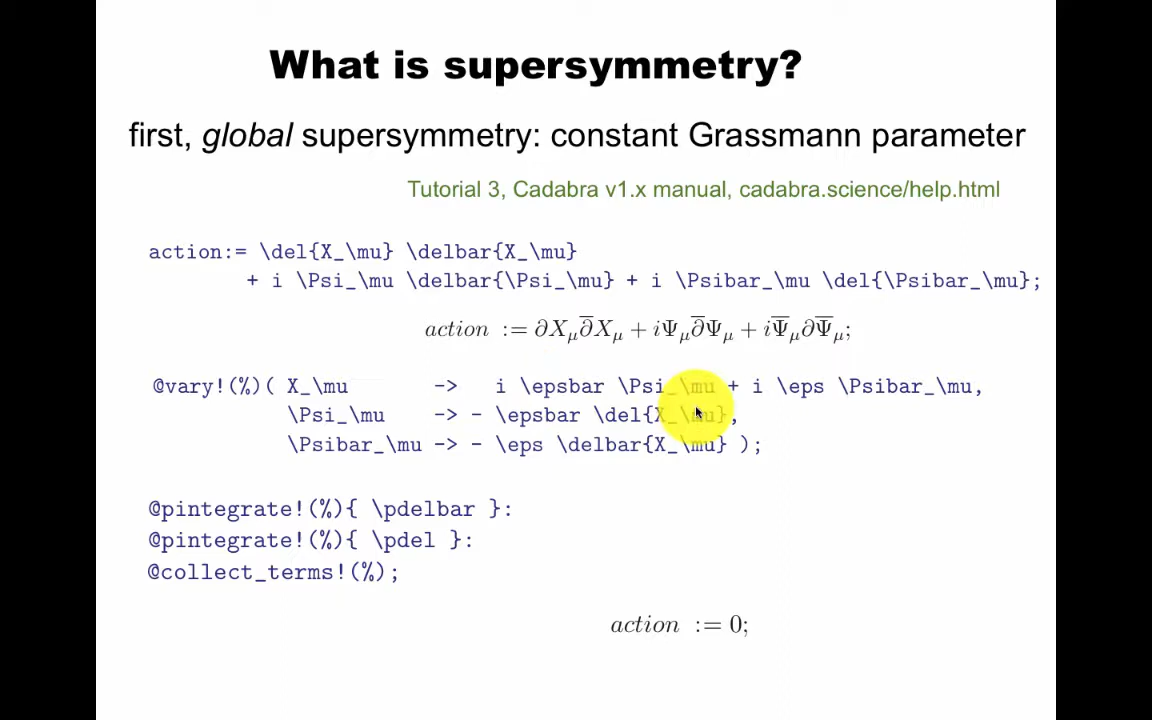 What is supersymmetry?
first, global supersymmetry: constant Grassmann parameter
Tutorial 3, Cadabra v1.x manual, cadabra.science/help.html
action:= \del{X_\mu} \delbar{X_\mu}
+ i \Psi_\mu \delbar{\Psi_\mu} + i \Psibar_\mu \del{\Psibar_\mu};
action := ∂X_μ ∂̅X_μ + iΨ_μ ∂̅Ψ_μ + iΨ̅_μ ∂Ψ̅_μ;
@vary!(%)( X_\mu -> i \epsbar \Psi_\mu + i \eps \Psibar_\mu,
\Psi_\mu -> - \epsbar \del{X_\mu},
\Psibar_\mu -> - \eps \delbar{X_\mu} );
@pintegrate!(%){ \pdelbar }:
@pintegrate!(%){ \pdel }:
@collect_terms!(%);
action := 0;